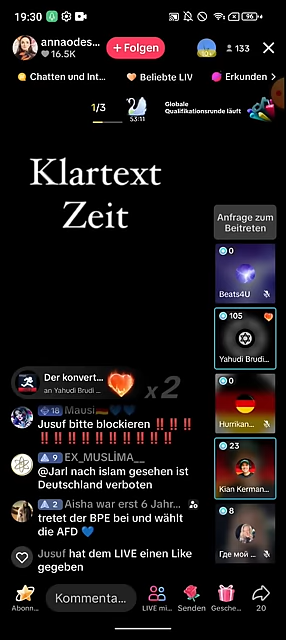 19:30
96
annaodes...
16.5K
+ Folgen
133
Chatten und Int...
Beliebte LIV
Erkunden
1/3
53:11
Globale
Qualifikationsrunde läuft
Klartext
Zeit
Anfrage zum
Beitreten
0
Beats4U
105
Yahudi Brudi...
0
Hurrikan...
23
Kian Kerman...
8
Где мой ...
Der konvert...
an Yahudi Brudi ...
x2
18 Mausi
Jusuf bitte blockieren ‼️‼️‼️
‼️‼️‼️‼️‼️‼️‼️‼️‼️‼️
9 EX_MUSLİMA__
@Jarl nach islam gesehen ist
Deutschland verboten
2 Aisha war erst 6 Jahr...
tretet der BPE bei und wählt
die AFD 💙
Jusuf hat dem LIVE einen Like
gegeben
Abonn...
Kommenta...
LIVE mi...
Senden
Gesche...
20